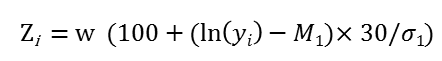 Z𝑖 = w (100 + (ln(𝑦𝑖) − 𝑀1)× 30/𝜎1)